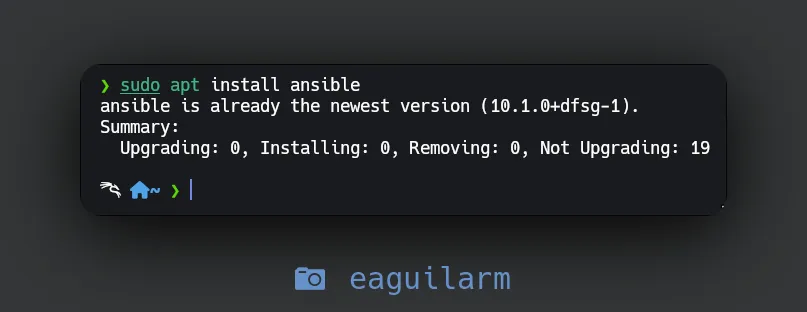 ❯ sudo apt install ansible
ansible is already the newest version (10.1.0+dfsg-1).
Summary:
  Upgrading: 0, Installing: 0, Removing: 0, Not Upgrading: 19
~ ❯
eaguilarm